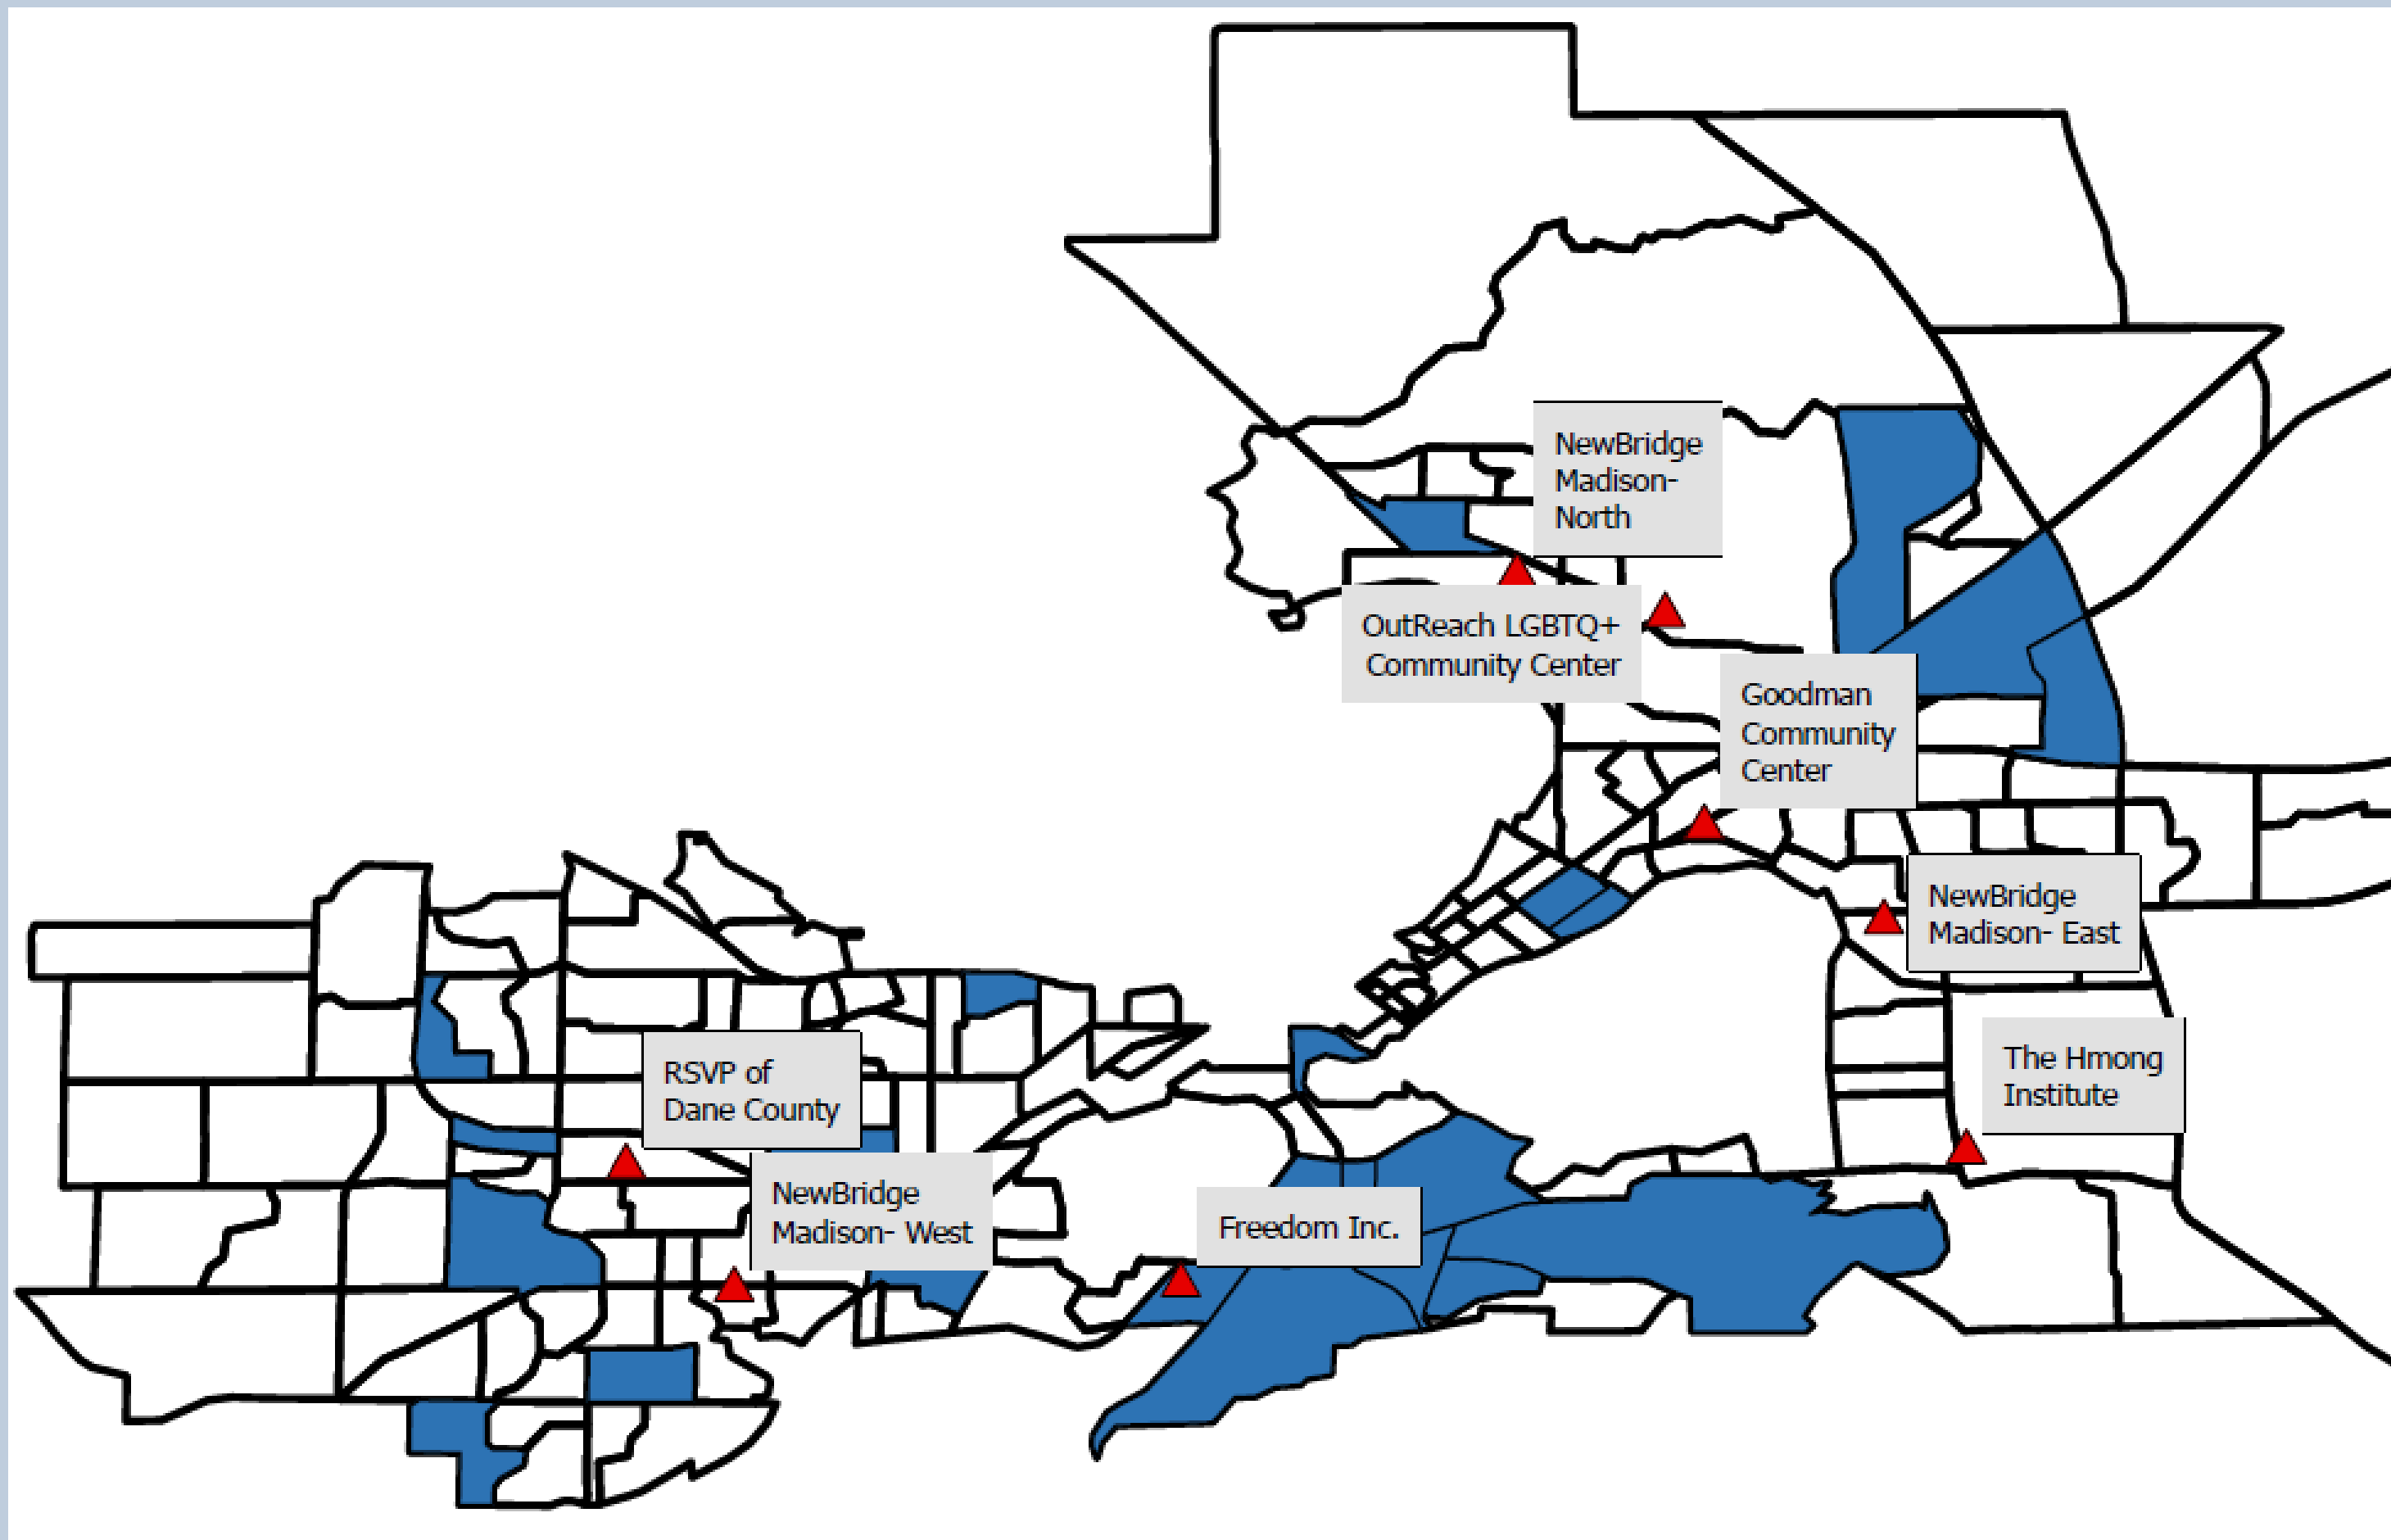 NewBridge
Madison-
North
OutReach LGBTQ+
Community Center
Goodman
Community
Center
NewBridge
Madison- East
The Hmong
Institute
RSVP of
Dane County
NewBridge
Madison- West
Freedom Inc.